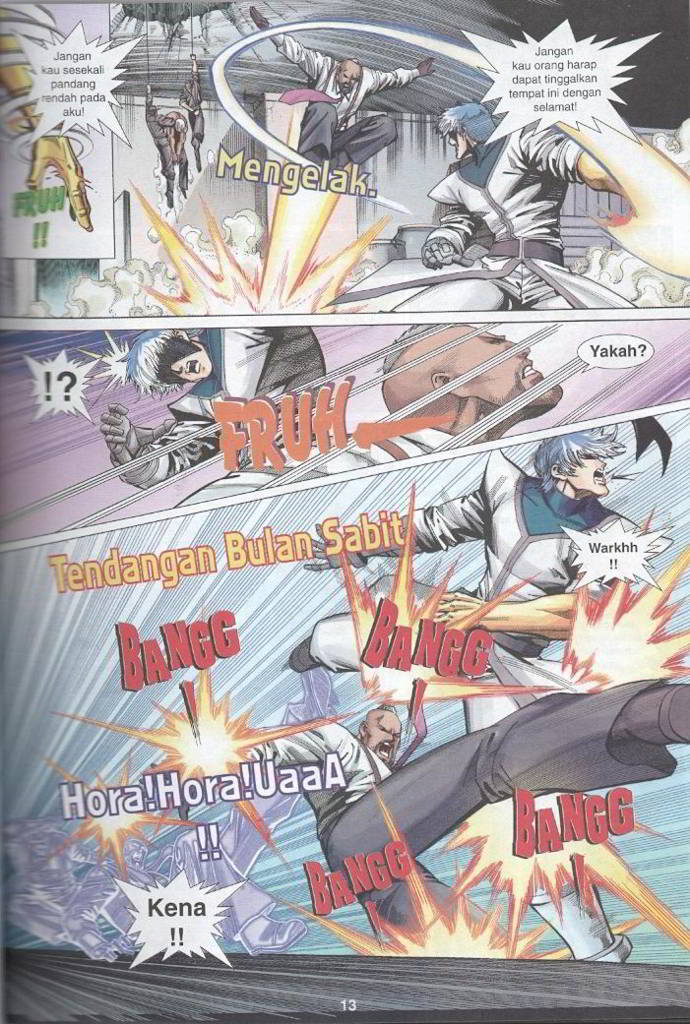 Jangan
kau sesekali
pandang
rendah pada
aku!
Jangan
kau orang harap
dapat tinggalkan
tempat ini dengan
selamat!
Mengelak.
FRUH
!!
!?
FRUH
Yakah?
Tendangan Bulan Sabit
Warkhh
!!
BANGG
!
BANGG
!
Hora!Hora!UaaA
!!
BANGG
!
BANGG
!
Kena
!!
13